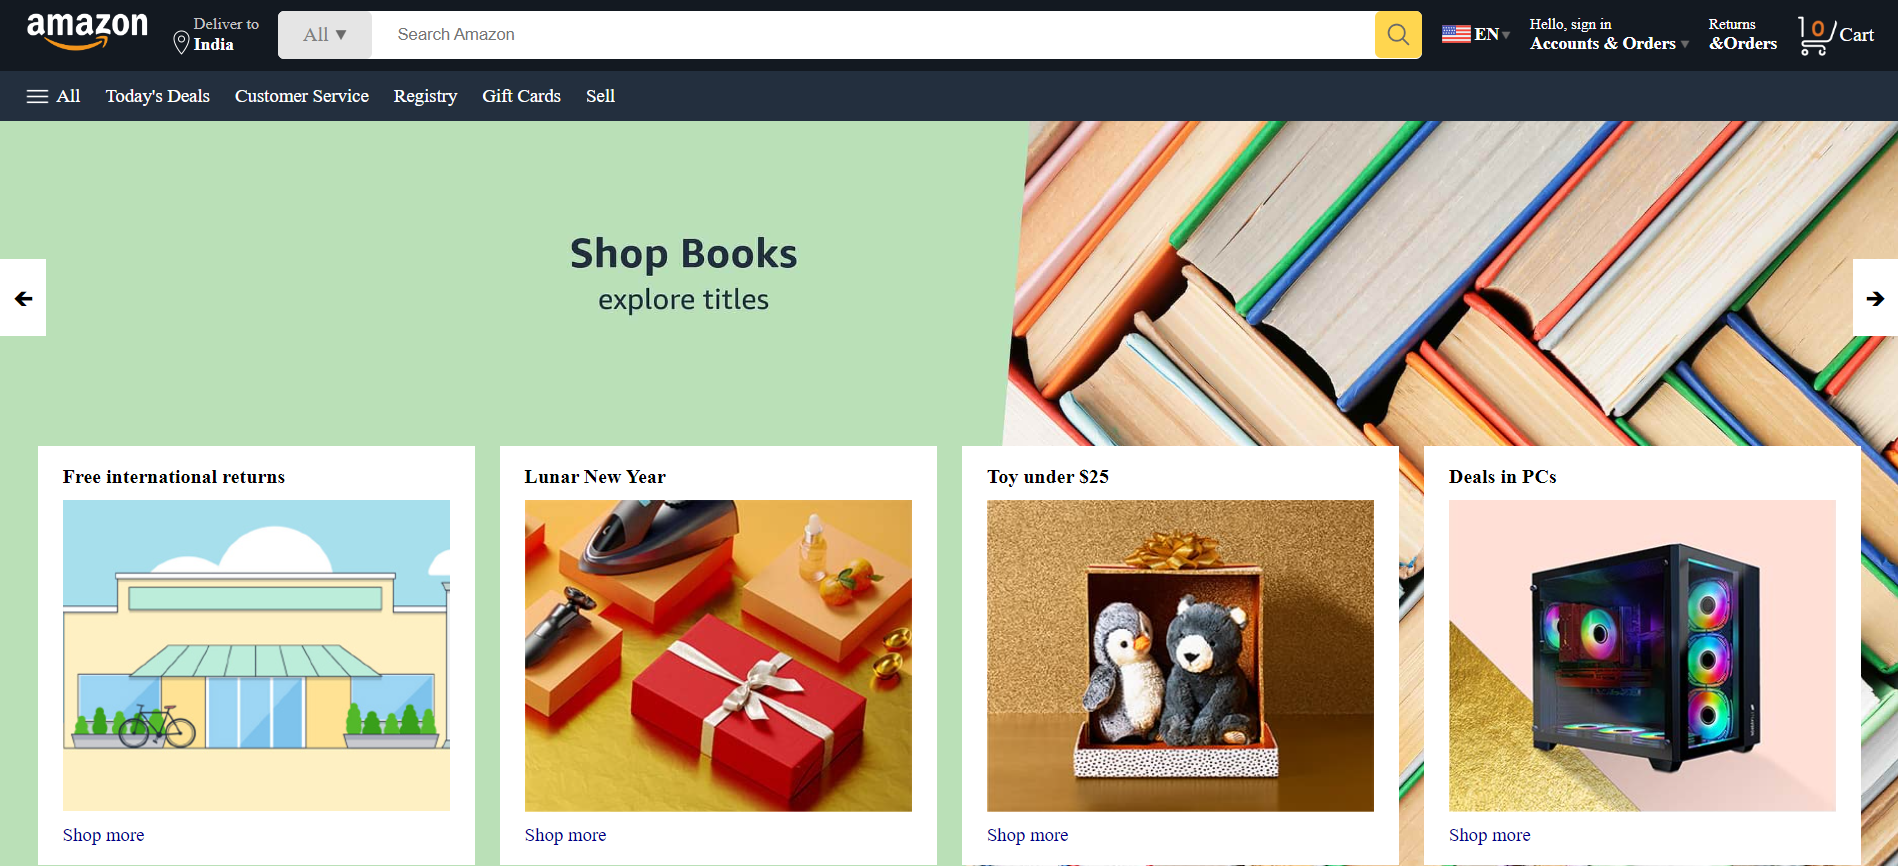 amazon
Deliver to
India
All ▼
Search Amazon
EN ▼
Hello, sign in
Accounts & Orders ▼
Returns
&Orders
0
Cart
All
Today's Deals
Customer Service
Registry
Gift Cards
Sell
Shop Books
explore titles
Free international returns
Lunar New Year
Toy under $25
Deals in PCs
Shop more
Shop more
Shop more
Shop more